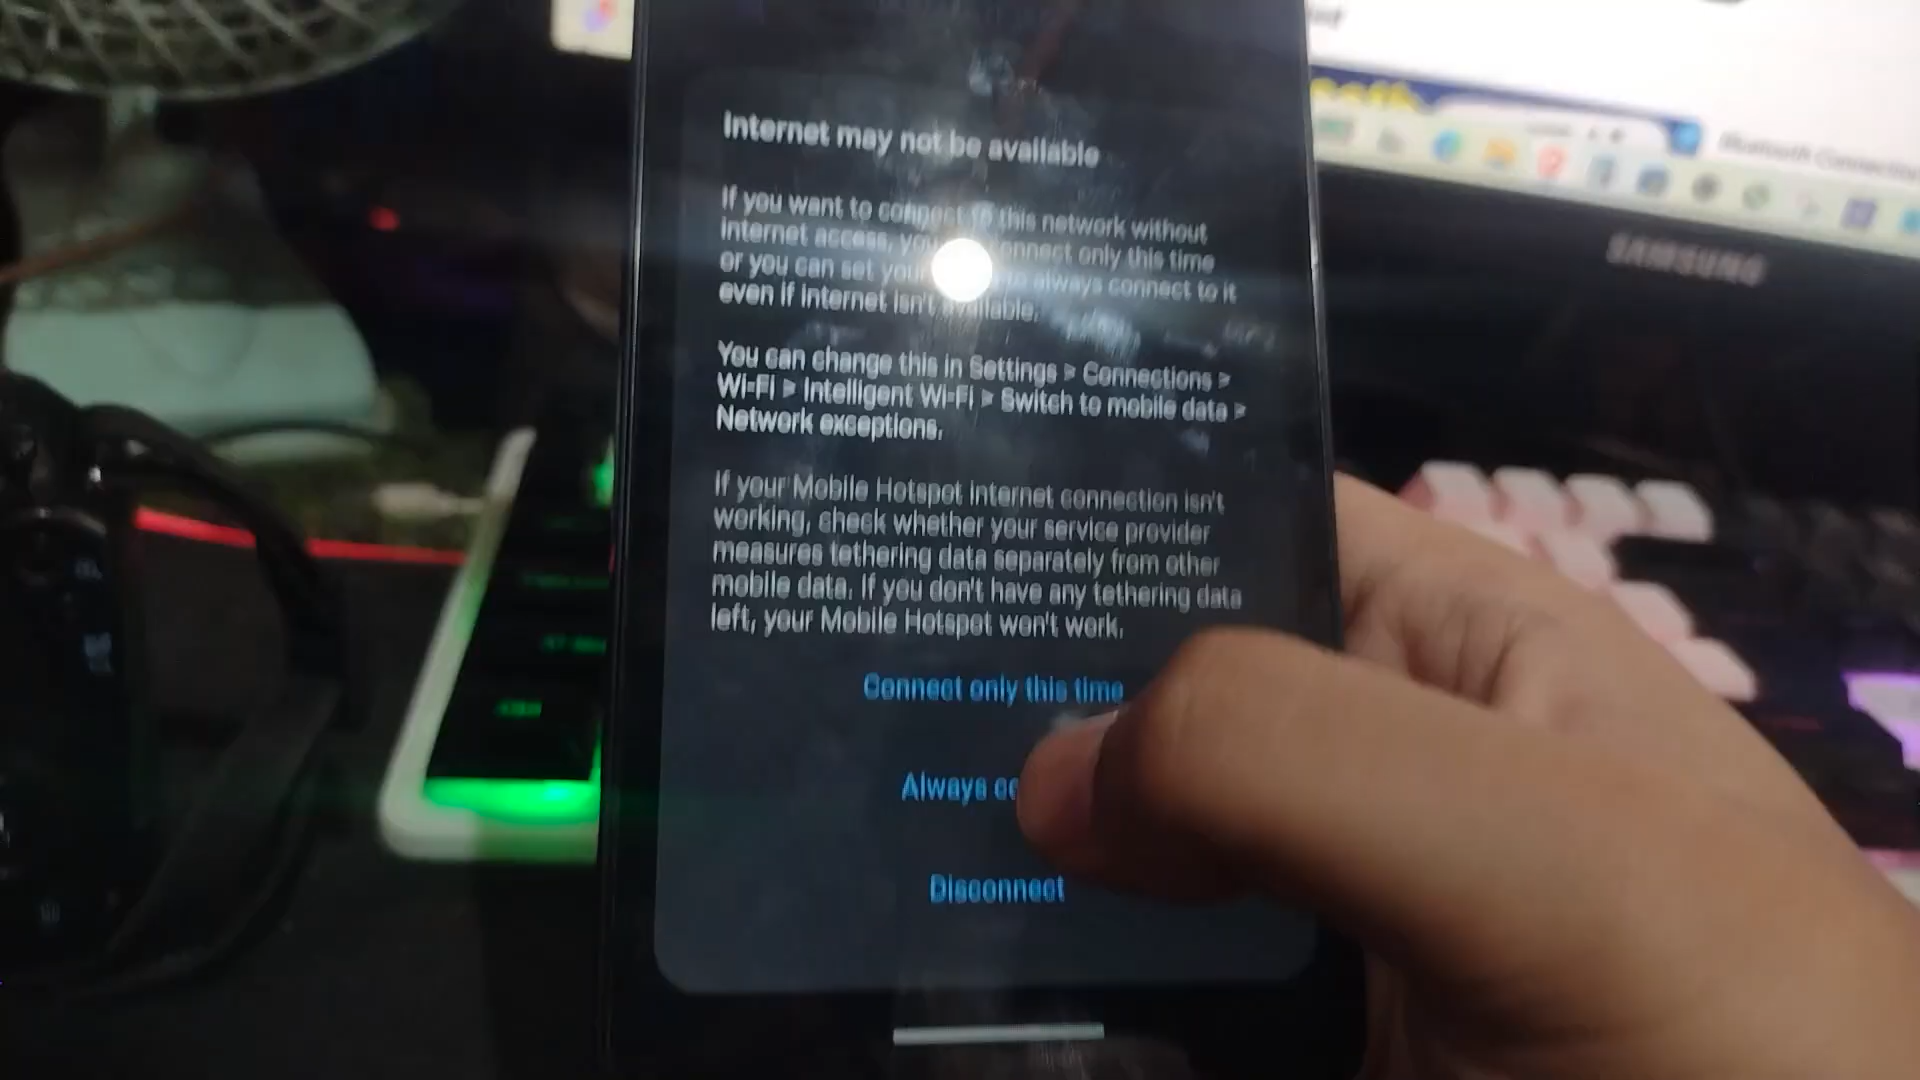 Internet may not be available
If you want to connect to this network without
internet access, you connect only this time
or you can set your always connect to it
even if internet isn't available.
You can change this in Settings > Connections >
Wi-Fi > Intelligent Wi-Fi > Switch to mobile data >
Network exceptions.
If your Mobile Hotspot internet connection isn't
working, check whether your service provider
measures tethering data separately from other
mobile data. If you don't have any tethering data
left, your Mobile Hotspot won't work.
Connect only this time
Always
Disconnect
Bluetooth Connection
SAMSUNG